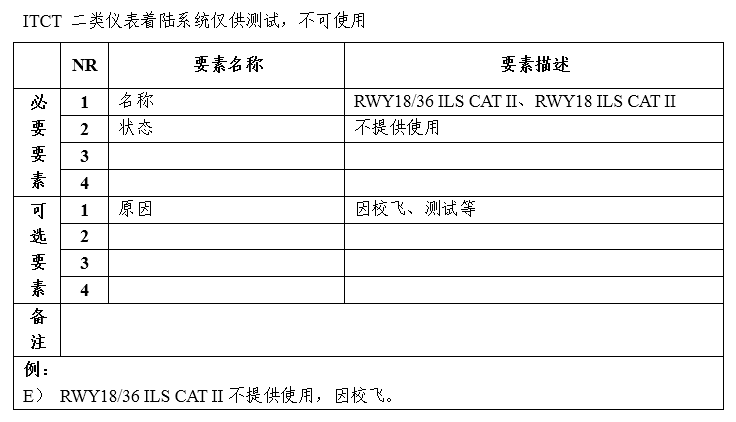 ITCT 二类仪表着陆系统仅供测试，不可使用
NR 要素名称 要素描述
必要要素
1 名称 RWY18/36 ILS CAT II、RWY18 ILS CAT II
2 状态 不提供使用
3
4
可选要素
1 原因 因校飞、测试等
2
3
4
备注
例：
E） RWY18/36 ILS CAT II 不提供使用，因校飞。